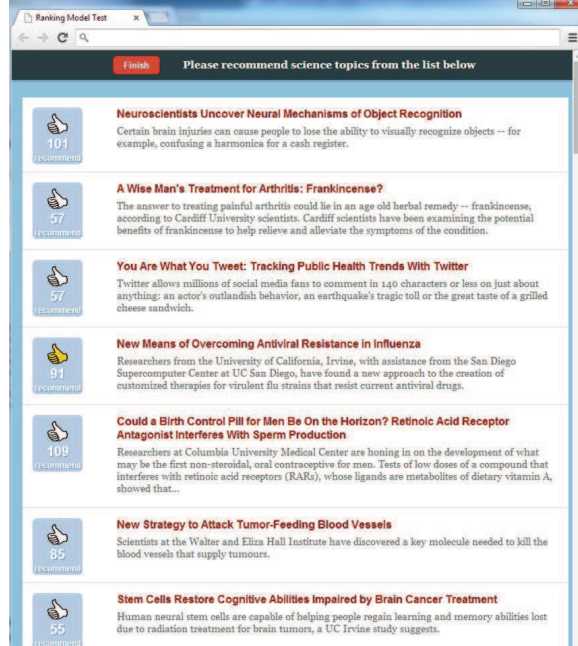 Ranking Model Test
Finish
Please recommend science topics from the list below
101
recommend
Neuroscientists Uncover Neural Mechanisms of Object Recognition
Certain brain injuries can cause people to lose the ability to visually recognize objects -- for
example, confusing a harmonica for a cash register.
57
recommend
A Wise Man's Treatment for Arthritis: Frankincense?
The answer to treating painful arthritis could lie in an age old herbal remedy -- frankincense,
according to Cardiff University scientists. Cardiff scientists have been examining the potential
benefits of frankincense to help relieve and alleviate the symptoms of the condition.
57
recommend
You Are What You Tweet: Tracking Public Health Trends With Twitter
Twitter allows millions of social media fans to comment in 140 characters or less on just about
anything: an actor's outlandish behavior, an earthquake's tragic toll or the great taste of a grilled
cheese sandwich.
91
recommend
New Means of Overcoming Antiviral Resistance in Influenza
Researchers from the University of California, Irvine, with assistance from the San Diego
Supercomputer Center at UC San Diego, have found a new approach to the creation of
customized therapies for virulent flu strains that resist current antiviral drugs.
109
recommend
Could a Birth Control Pill for Men Be On the Horizon? Retinoic Acid Receptor
Antagonist Interferes With Sperm Production
Researchers at Columbia University Medical Center are honing in on the development of what
may be the first non-steroidal, oral contraceptive for men. Tests of low doses of a compound that
interferes with retinoic acid receptors (RARs), whose ligands are metabolites of dietary vitamin A,
showed that...
85
recommend
New Strategy to Attack Tumor-Feeding Blood Vessels
Scientists at the Walter and Eliza Hall Institute have discovered a key molecule needed to kill the
blood vessels that supply tumours.
55
recommend
Stem Cells Restore Cognitive Abilities Impaired by Brain Cancer Treatment
Human neural stem cells are capable of helping people regain learning and memory abilities lost
due to radiation treatment for brain tumors, a UC Irvine study suggests.